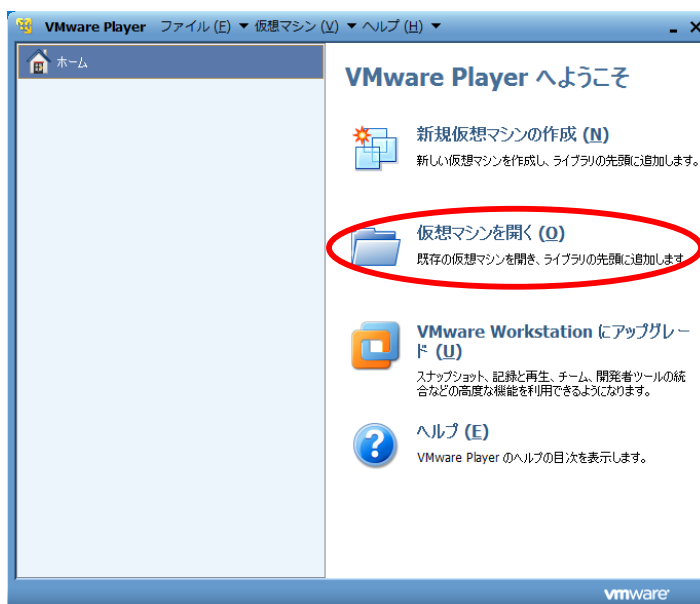 VMware Player ファイル (F) ▼ 仮想マシン (V) ▼ ヘルプ (H) ▼
ホーム
VMware Player へようこそ
新規仮想マシンの作成 (N)
新しい仮想マシンを作成し、ライブラリの先頭に追加します。
仮想マシンを開く (O)
既存の仮想マシンを開き、ライブラリの先頭に追加します
VMware Workstation にアップグレー
ド (U)
スナップショット、記録と再生、チーム、開発者ツールの統
合などの高度な機能を利用できるようになります。
ヘルプ (E)
VMware Player のヘルプの目次を表示します。
vmware